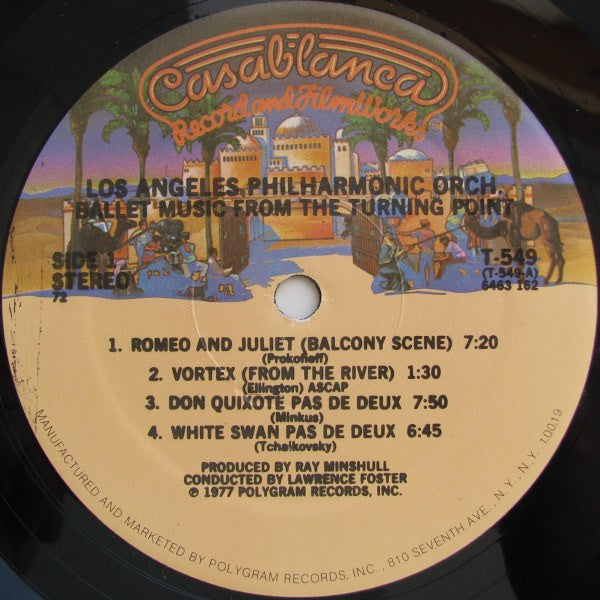 Casablanca
Record and FilmWorks
LOS ANGELES PHILHARMONIC ORCH.
BALLET MUSIC FROM THE TURNING POINT
SIDE 1
STEREO
72
T-549
(T-549-A)
6463 162
1. ROMEO AND JULIET (BALCONY SCENE) 7:20
(Prokofieff)
2. VORTEX (FROM THE RIVER) 1:30
(Ellington) ASCAP
3. DON QUIXOTE PAS DE DEUX 7:50
(Minkus)
4. WHITE SWAN PAS DE DEUX 6:45
(Tchaikovsky)
PRODUCED BY RAY MINSHULL
CONDUCTED BY LAWRENCE FOSTER
℗ 1977 POLYGRAM RECORDS, INC.
MANUFACTURED AND MARKETED BY POLYGRAM RECORDS, INC., 810 SEVENTH AVE., N.Y., N.Y. 10019